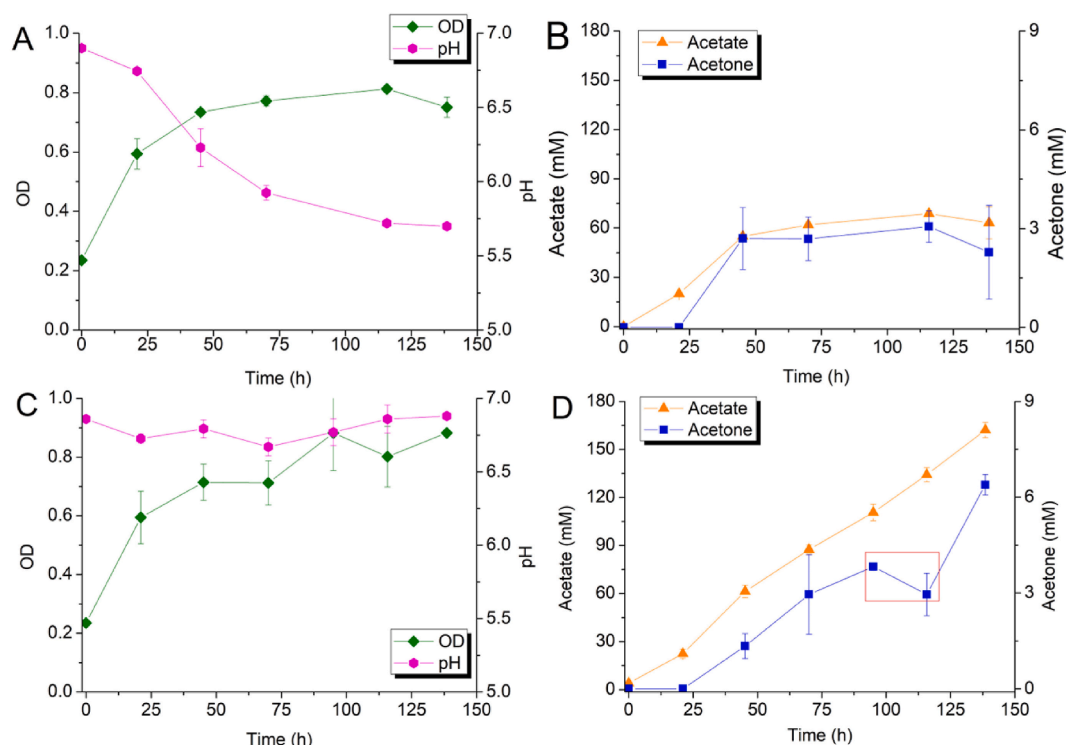 A
OD
pH
1.0
0.8
0.6
0.4
0.2
0.0
OD
7.0
6.5
6.0
5.5
5.0
pH
0 25 50 75 100 125 150
Time (h)
B
Acetate
Acetone
180
150
120
90
60
30
0
Acetate (mM)
9
6
3
0
Acetone (mM)
0 25 50 75 100 125 150
Time (h)
C
OD
pH
1.0
0.8
0.6
0.4
0.2
0.0
OD
7.0
6.5
6.0
5.5
5.0
pH
0 25 50 75 100 125 150
Time (h)
D
Acetate
Acetone
180
150
120
90
60
30
0
Acetate (mM)
9
6
3
0
Acetone (mM)
0 25 50 75 100 125 150
Time (h)